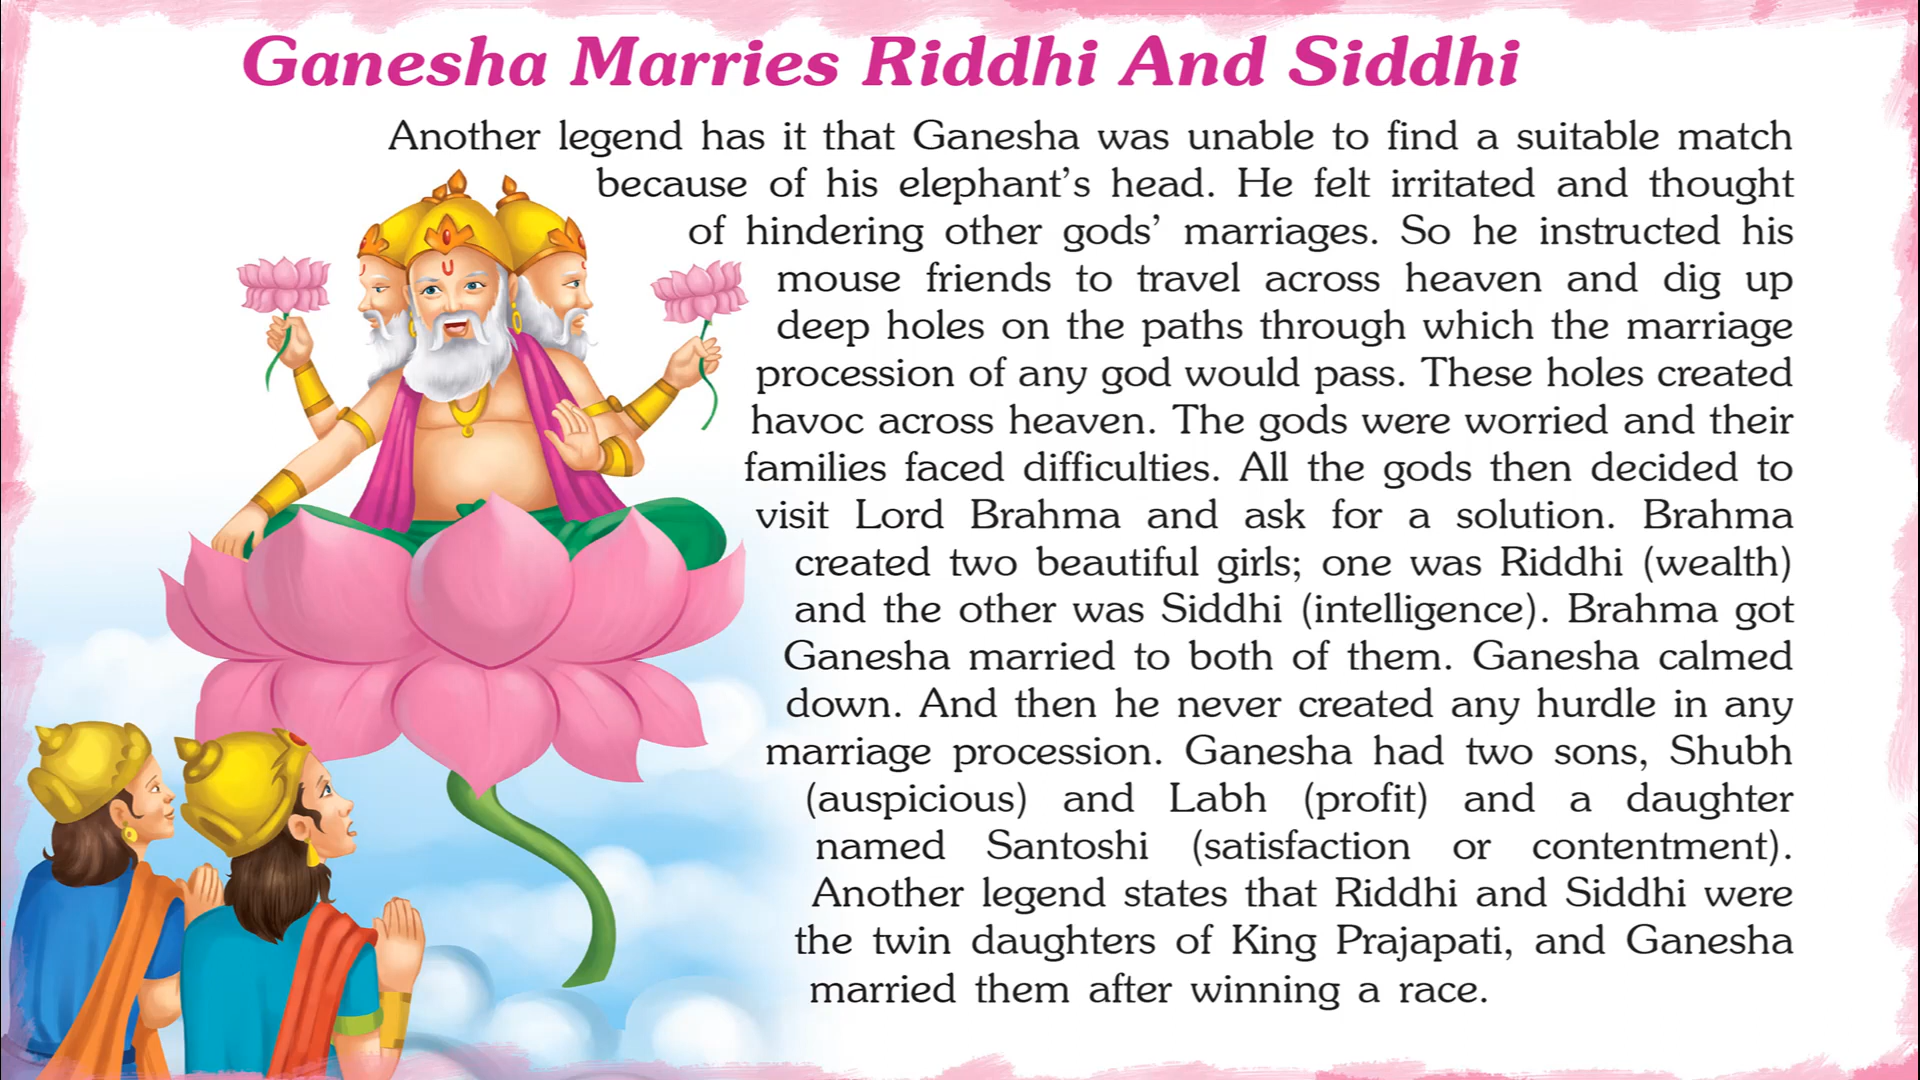 Ganesha Marries Riddhi And Siddhi
Another legend has it that Ganesha was unable to find a suitable match
because of his elephant’s head. He felt irritated and thought
of hindering other gods’ marriages. So he instructed his
mouse friends to travel across heaven and dig up
deep holes on the paths through which the marriage
procession of any god would pass. These holes created
havoc across heaven. The gods were worried and their
families faced difficulties. All the gods then decided to
visit Lord Brahma and ask for a solution. Brahma
created two beautiful girls; one was Riddhi (wealth)
and the other was Siddhi (intelligence). Brahma got
Ganesha married to both of them. Ganesha calmed
down. And then he never created any hurdle in any
marriage procession. Ganesha had two sons, Shubh
(auspicious) and Labh (profit) and a daughter
named Santoshi (satisfaction or contentment).
Another legend states that Riddhi and Siddhi were
the twin daughters of King Prajapati, and Ganesha
married them after winning a race.